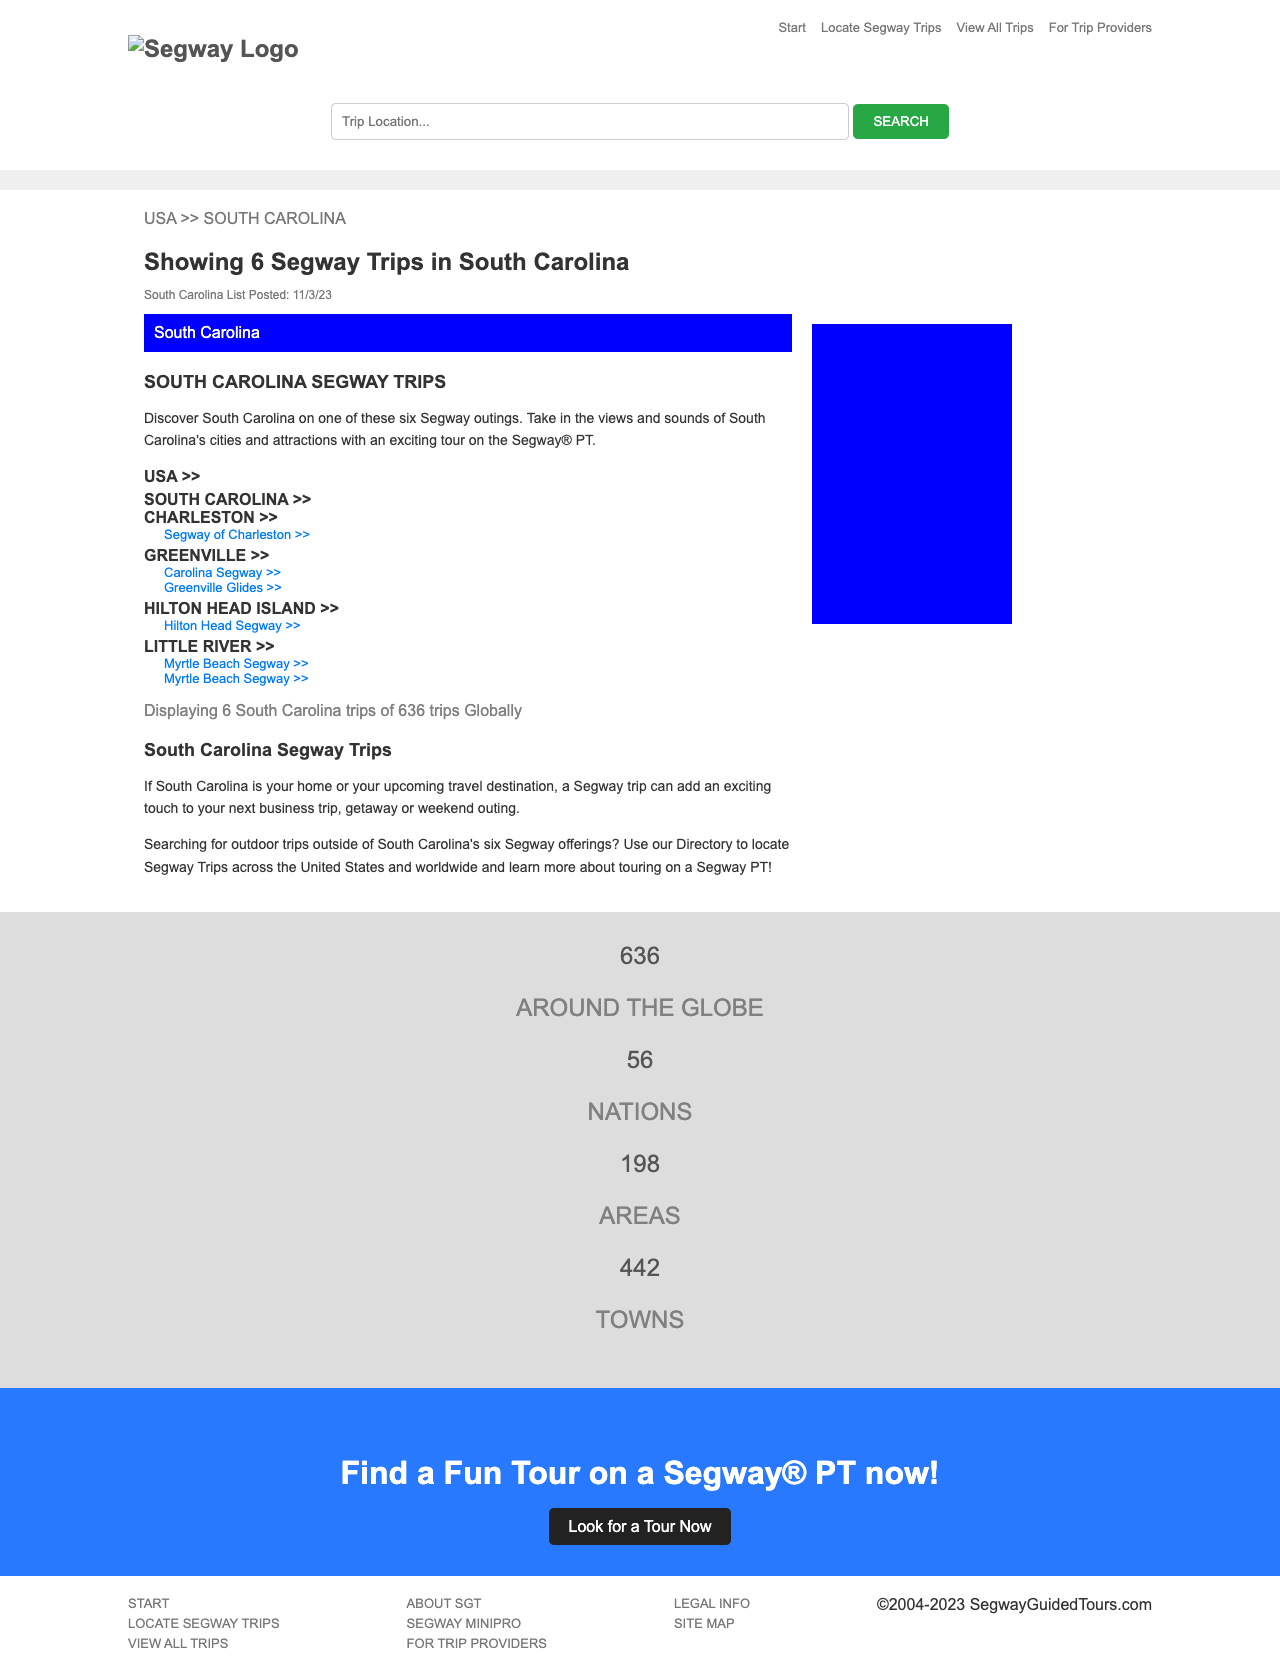 Segway Logo
Start
Locate Segway Trips
View All Trips
For Trip Providers
Trip Location...
SEARCH
USA >> SOUTH CAROLINA
Showing 6 Segway Trips in South Carolina
South Carolina List Posted: 11/3/23
South Carolina
SOUTH CAROLINA SEGWAY TRIPS
Discover South Carolina on one of these six Segway outings. Take in the views and sounds of South
Carolina's cities and attractions with an exciting tour on the Segway® PT.
USA >>
SOUTH CAROLINA >>
CHARLESTON >>
Segway of Charleston >>
GREENVILLE >>
Carolina Segway >>
Greenville Glides >>
HILTON HEAD ISLAND >>
Hilton Head Segway >>
LITTLE RIVER >>
Myrtle Beach Segway >>
Myrtle Beach Segway >>
Displaying 6 South Carolina trips of 636 trips Globally
South Carolina Segway Trips
If South Carolina is your home or your upcoming travel destination, a Segway trip can add an exciting
touch to your next business trip, getaway or weekend outing.
Searching for outdoor trips outside of South Carolina's six Segway offerings? Use our Directory to locate
Segway Trips across the United States and worldwide and learn more about touring on a Segway PT!
636
AROUND THE GLOBE
56
NATIONS
198
AREAS
442
TOWNS
Find a Fun Tour on a Segway® PT now!
Look for a Tour Now
START
LOCATE SEGWAY TRIPS
VIEW ALL TRIPS
ABOUT SGT
SEGWAY MINIPRO
FOR TRIP PROVIDERS
LEGAL INFO
SITE MAP
©2004-2023 SegwayGuidedTours.com